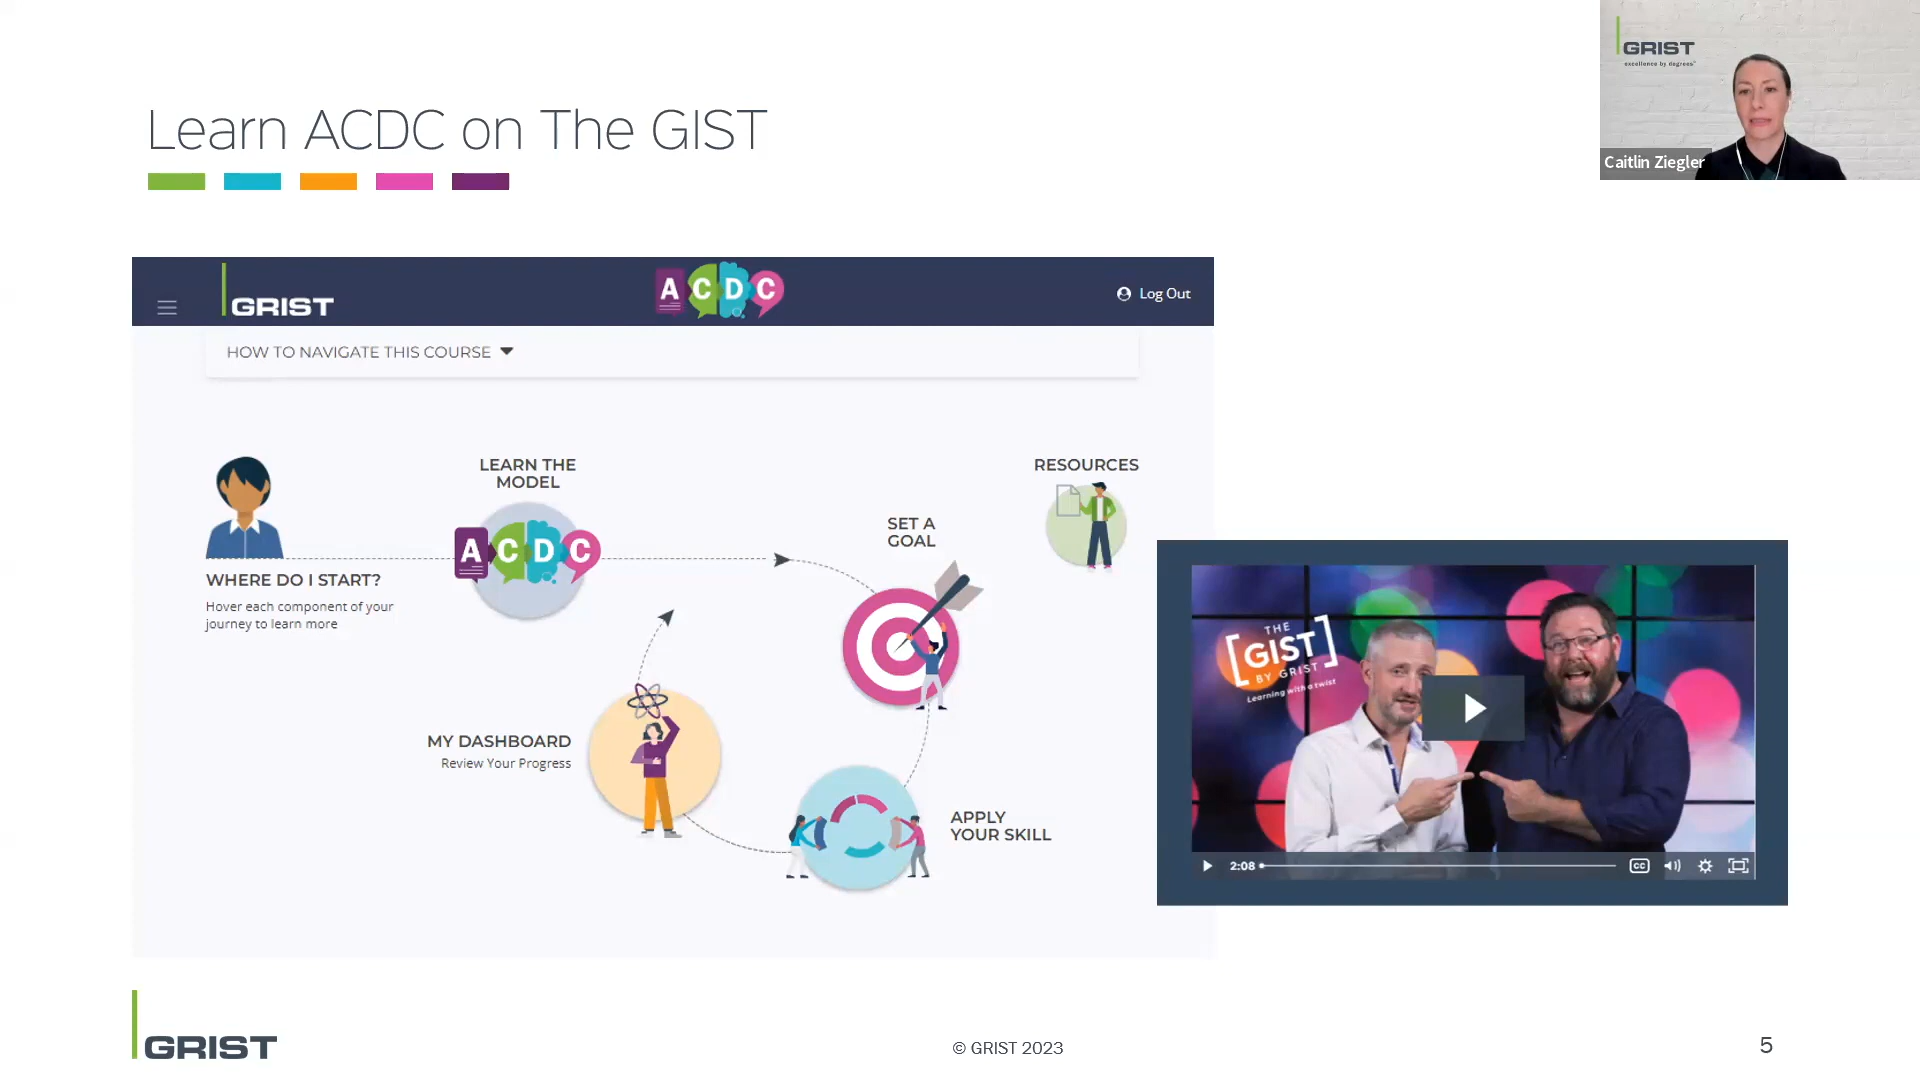 GRIST
excellence by degrees
Caitlin Ziegler
Learn ACDC on The GIST
GRIST
ACDC
Log Out
HOW TO NAVIGATE THIS COURSE
LEARN THE
MODEL
ACDC
RESOURCES
SET A
GOAL
WHERE DO I START?
Hover each component of your
journey to learn more
MY DASHBOARD
Review Your Progress
APPLY
YOUR SKILL
THE
[GIST]
BY GRIST
Learning with a twist
2:08
CC
GRIST
© GRIST 2023
5